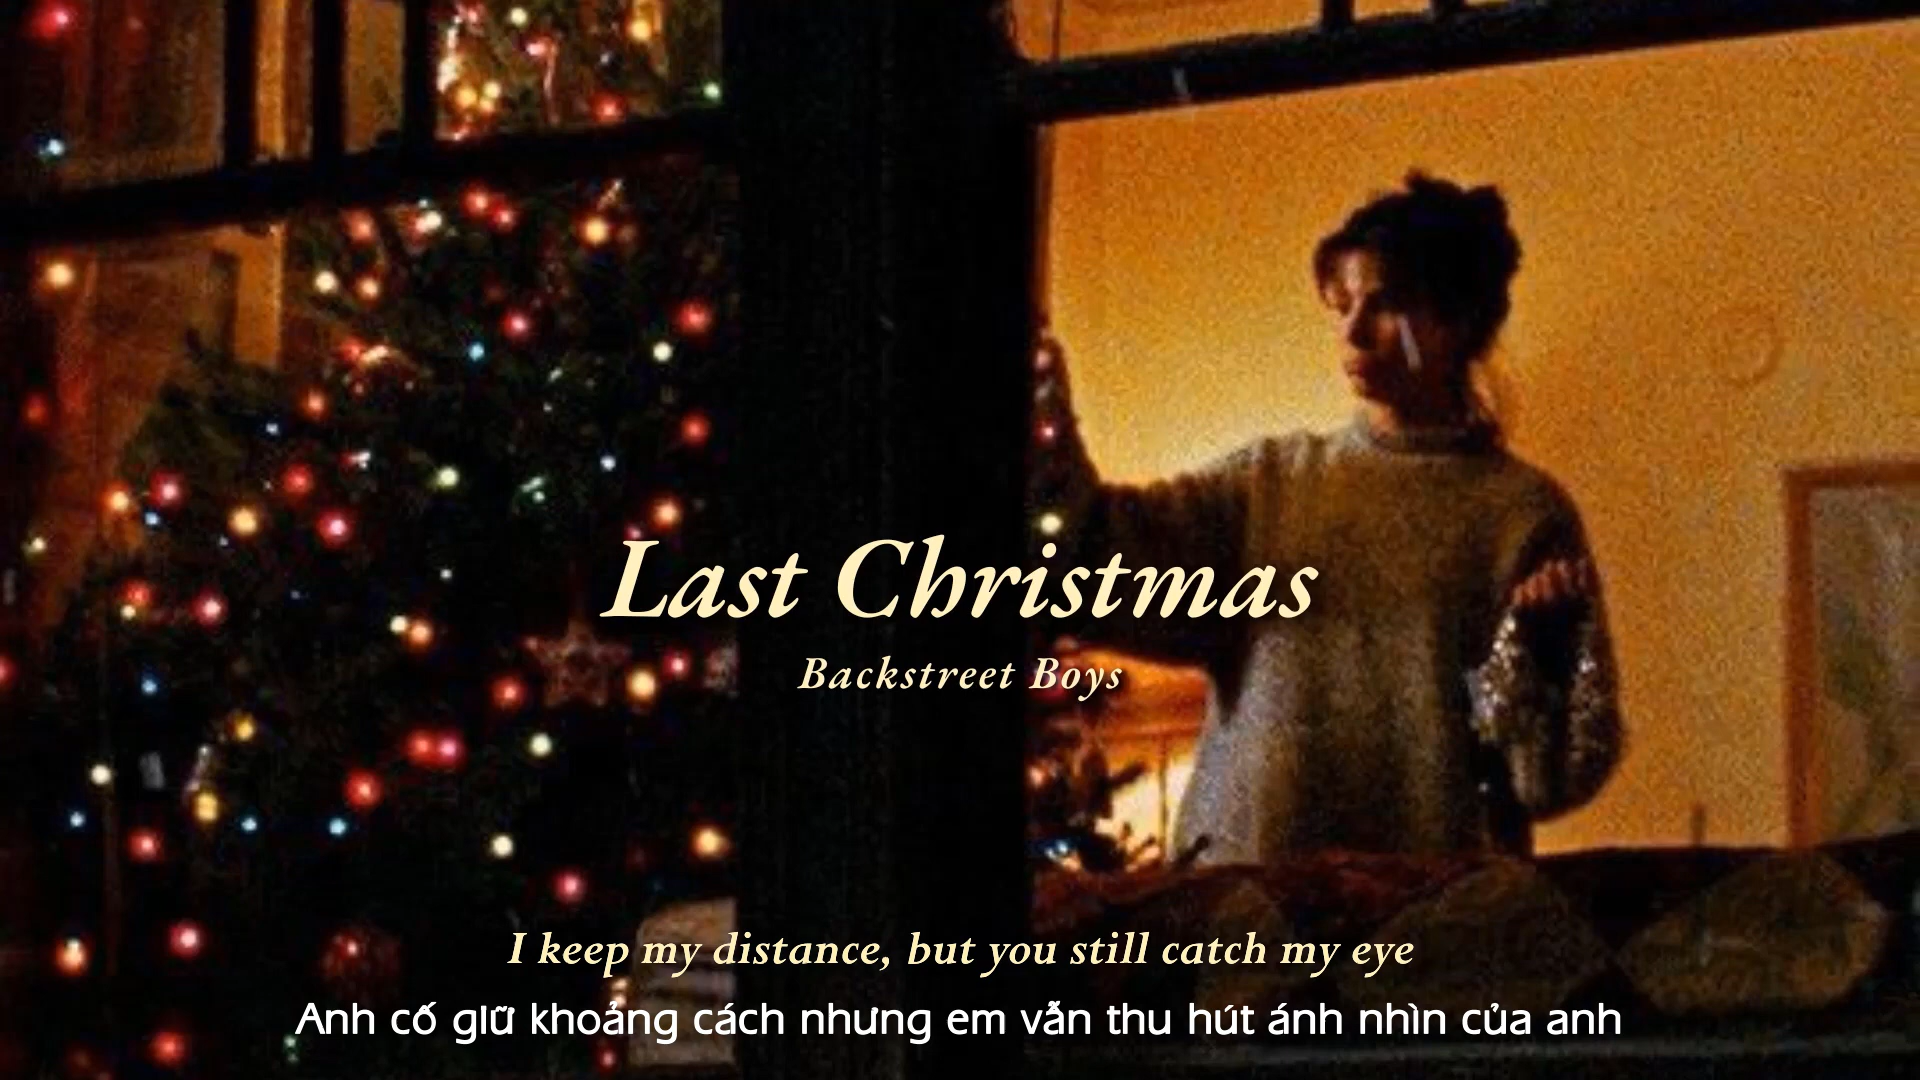 Last Christmas
Backstreet Boys
I keep my distance, but you still catch my eye
Anh cố giữ khoảng cách nhưng em vẫn thu hút ánh nhìn của anh